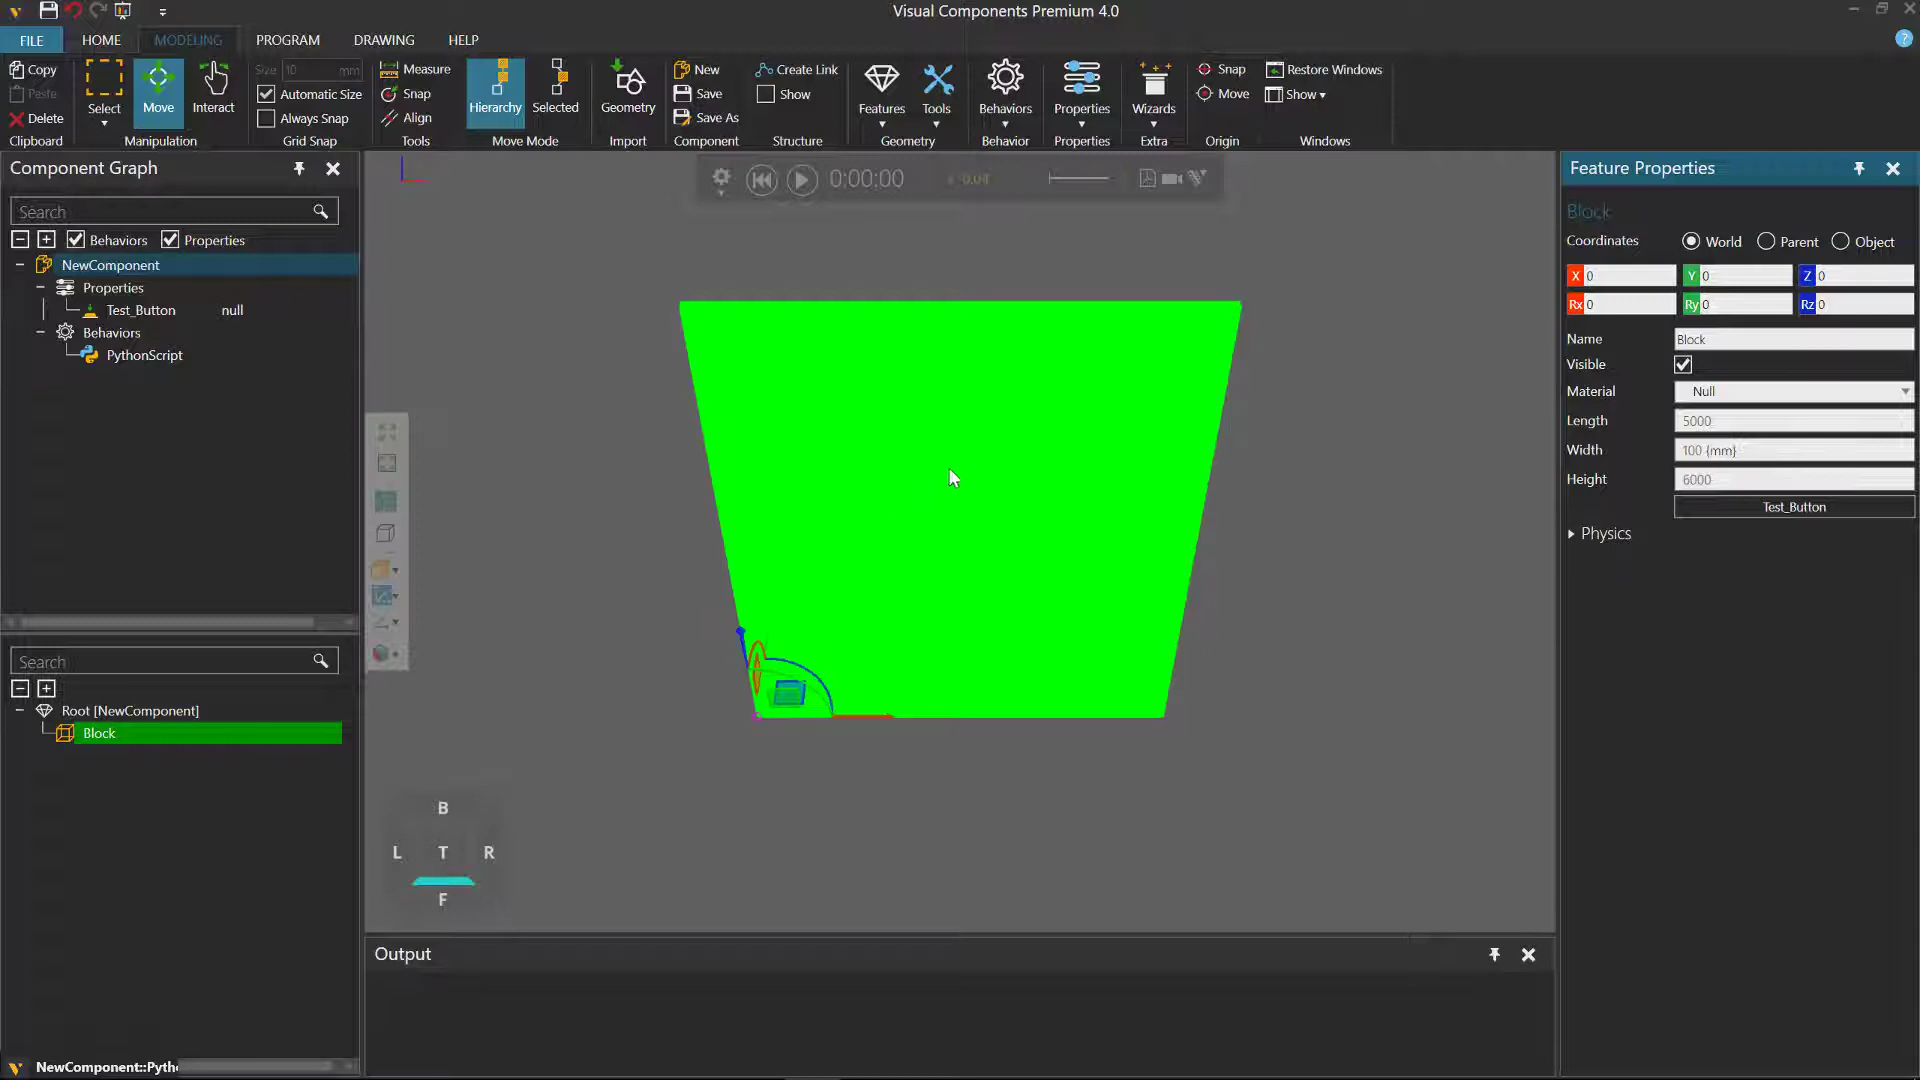 Visual Components Premium 4.0
FILE HOME MODELING PROGRAM DRAWING HELP
Copy
Paste
Delete
Clipboard
Select
Move
Interact
Manipulation
Size 10 mm
Automatic Size
Always Snap
Grid Snap
Measure
Snap
Align
Tools
Hierarchy
Selected
Move Mode
Geometry
Import
New
Save
Save As
Component
Create Link
Show
Structure
Features
Tools
Geometry
Behaviors
Behavior
Properties
Properties
Wizards
Extra
Snap
Move
Origin
Restore Windows
Show
Windows
Component Graph
Search
Behaviors Properties
NewComponent
Properties
Test_Button null
Behaviors
PythonScript
Search
Root [NewComponent]
Block
0:00:00
B
L T R
F
Output
Feature Properties
Block
Coordinates World Parent Object
X 0 Y 0 Z 0
Rx 0 Ry 0 Rz 0
Name Block
Visible
Material Null
Length 5000
Width 100 {mm}
Height 6000
Test_Button
Physics
NewComponent::Pyth